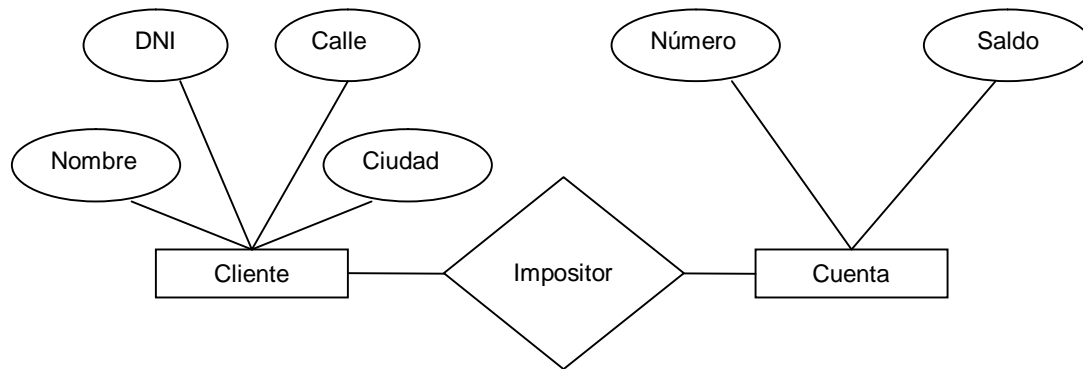 DNI
Calle
Número
Saldo
Nombre
Ciudad
Cliente
Impositor
Cuenta